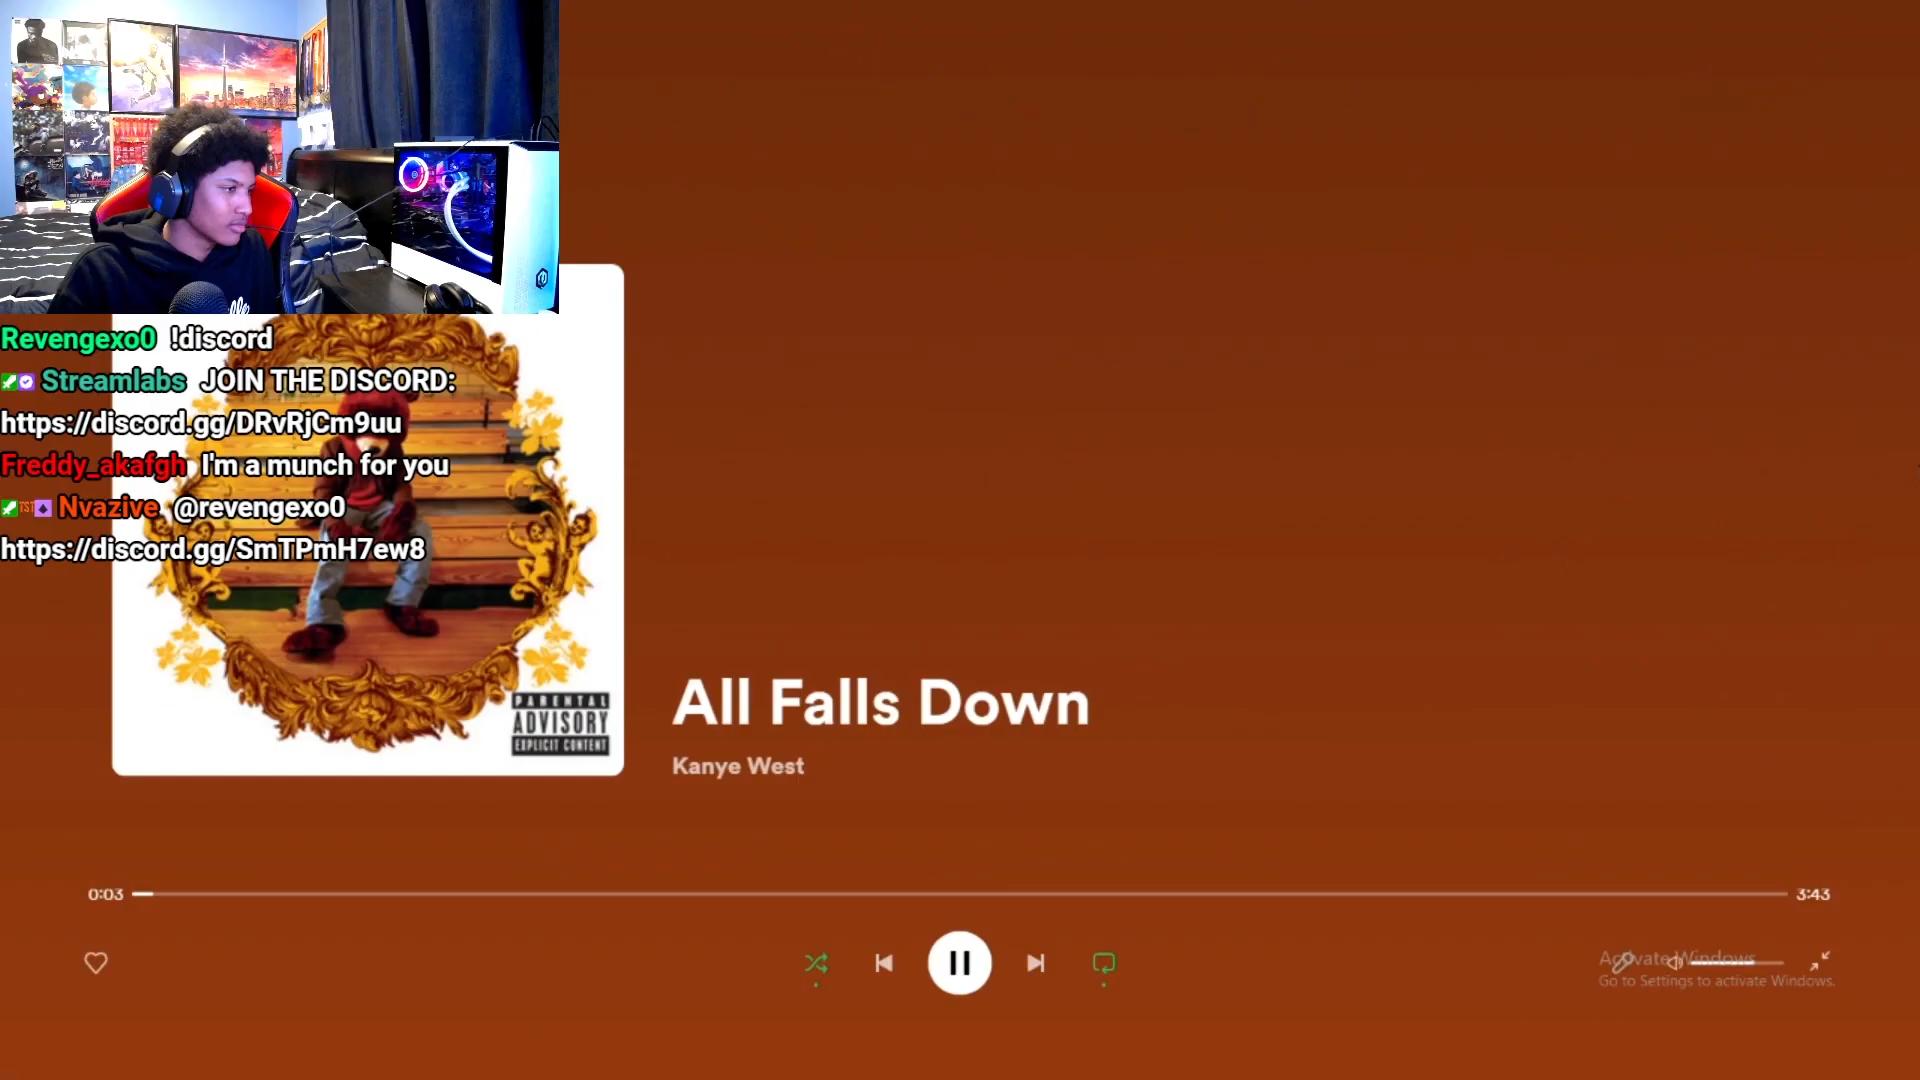 Revengexo0 !discord
Streamlabs JOIN THE DISCORD:
https://discord.gg/DRvRjCm9uu
Freddy_akafgh I'm a munch for you
TST Nvazive @revengexo0
https://discord.gg/SmTPmH7ew8
PARENTAL
ADVISORY
EXPLICIT CONTENT
All Falls Down
Kanye West
0:03
3:43
Activate Windows
Go to Settings to activate Windows.